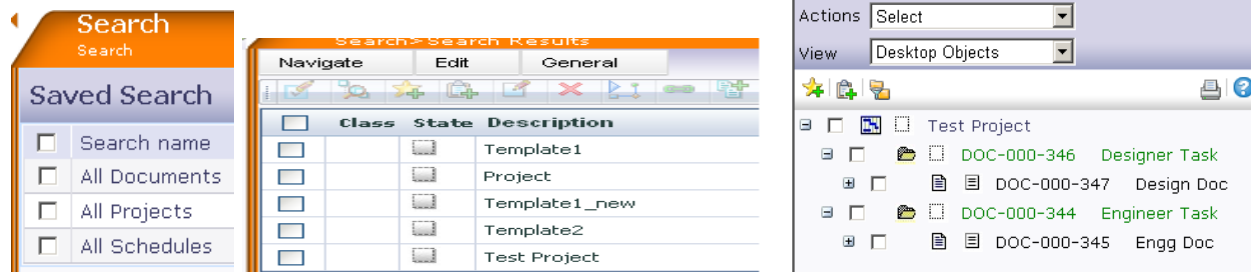 Search
Search
Saved Search
Search name
All Documents
All Projects
All Schedules
Search> Search Results
Navigate Edit General
Class State Description
Template1
Project
Template1_new
Template2
Test Project
Actions Select
View Desktop Objects
Test Project
DOC-000-346 Designer Task
DOC-000-347 Design Doc
DOC-000-344 Engineer Task
DOC-000-345 Engg Doc